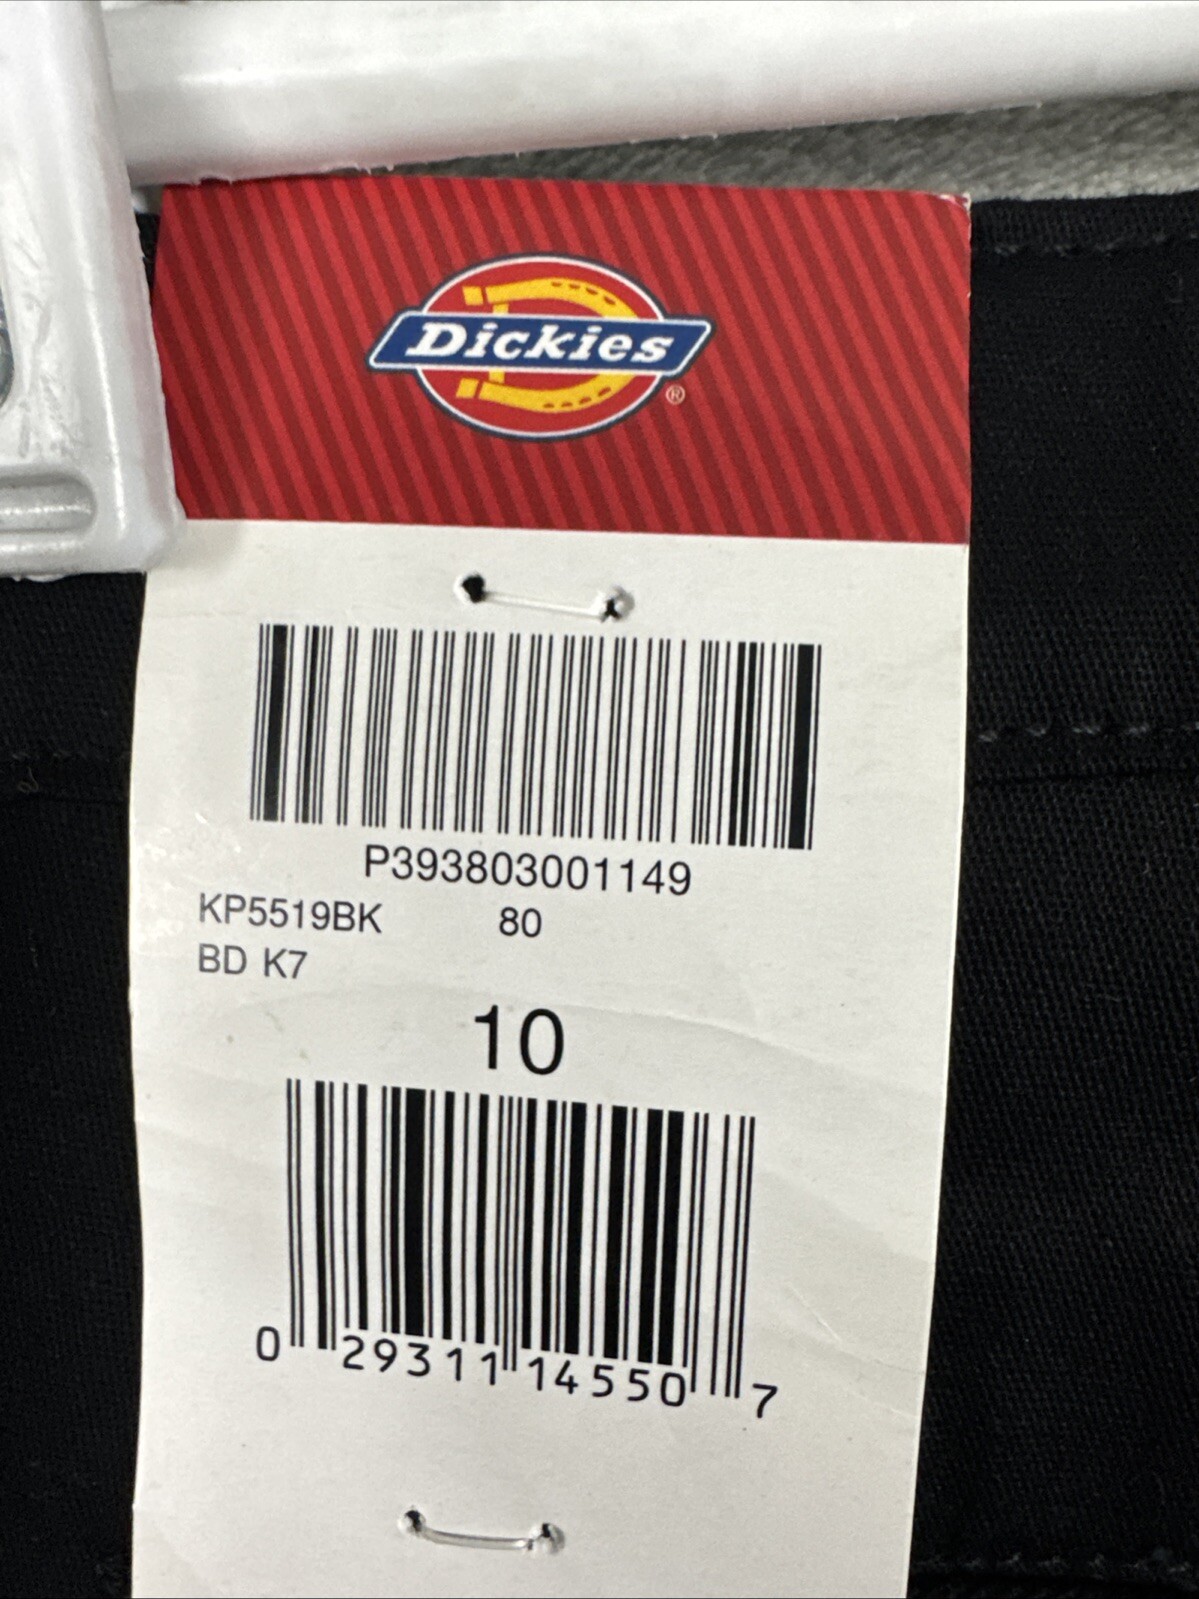 Dickies®
P393803001149
KP5519BK 80
BD K7
10
0 29311 14550 7